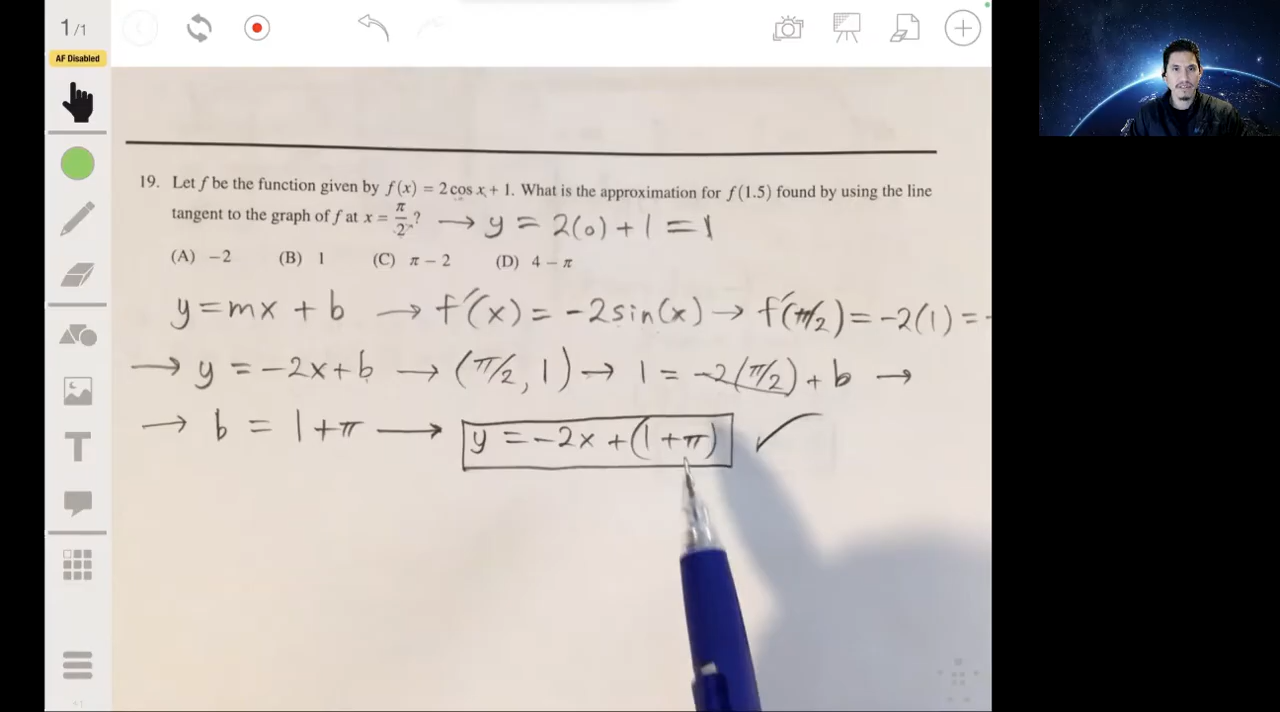 1/1
AF Disabled
19. Let f be the function given by f(x) = 2cos x + 1. What is the approximation for f(1.5) found by using the line
tangent to the graph of f at x = π/2? → y = 2(0) + 1 = 1
(A) −2 (B) 1 (C) π − 2 (D) 4 − π
y = mx + b → f'(x) = −2sin(x) → f'(π/2) = −2(1) = -
→ y = −2x + b → (π/2, 1) → 1 = −2(π/2) + b →
→ b = 1 + π → y = −2x + (1 + π) ✓
T